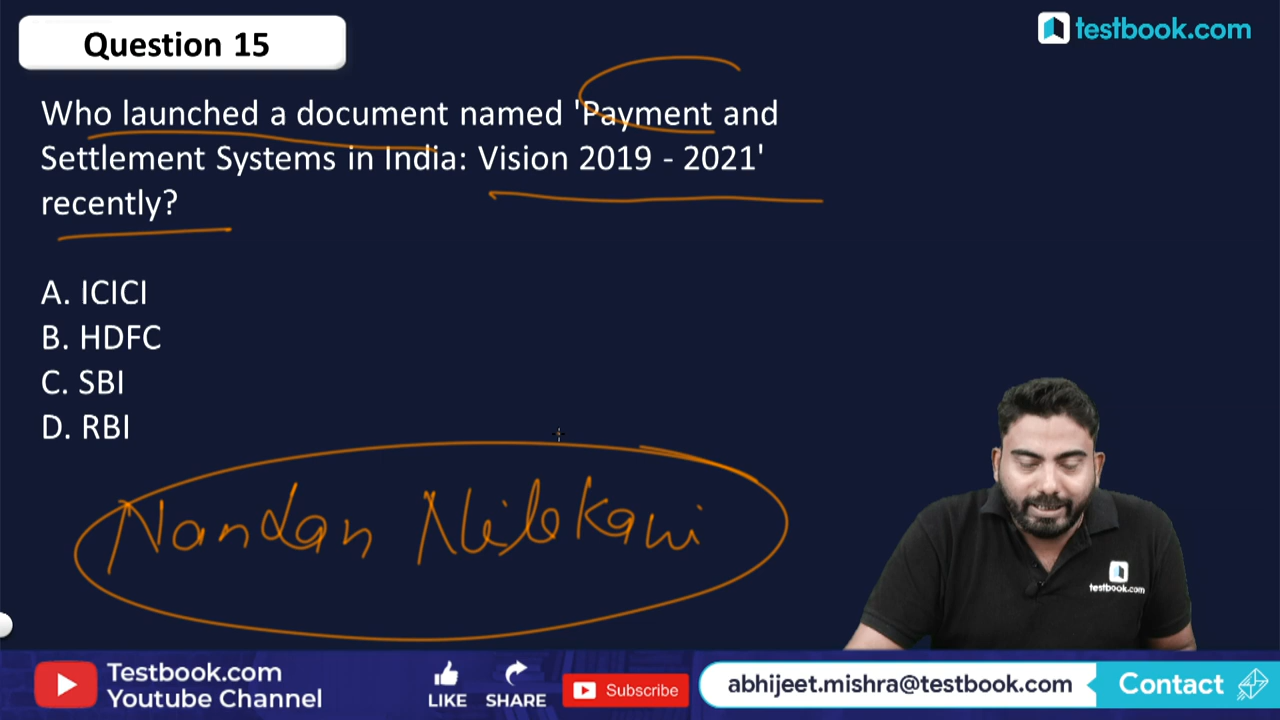 Question 15
testbook.com
Who launched a document named 'Payment and
Settlement Systems in India: Vision 2019 - 2021'
recently?
A. ICICI
B. HDFC
C. SBI
D. RBI
Nandan Nilekani
testbook.com
Testbook.com
Youtube Channel
LIKE
SHARE
Subscribe
abhijeet.mishra@testbook.com
Contact